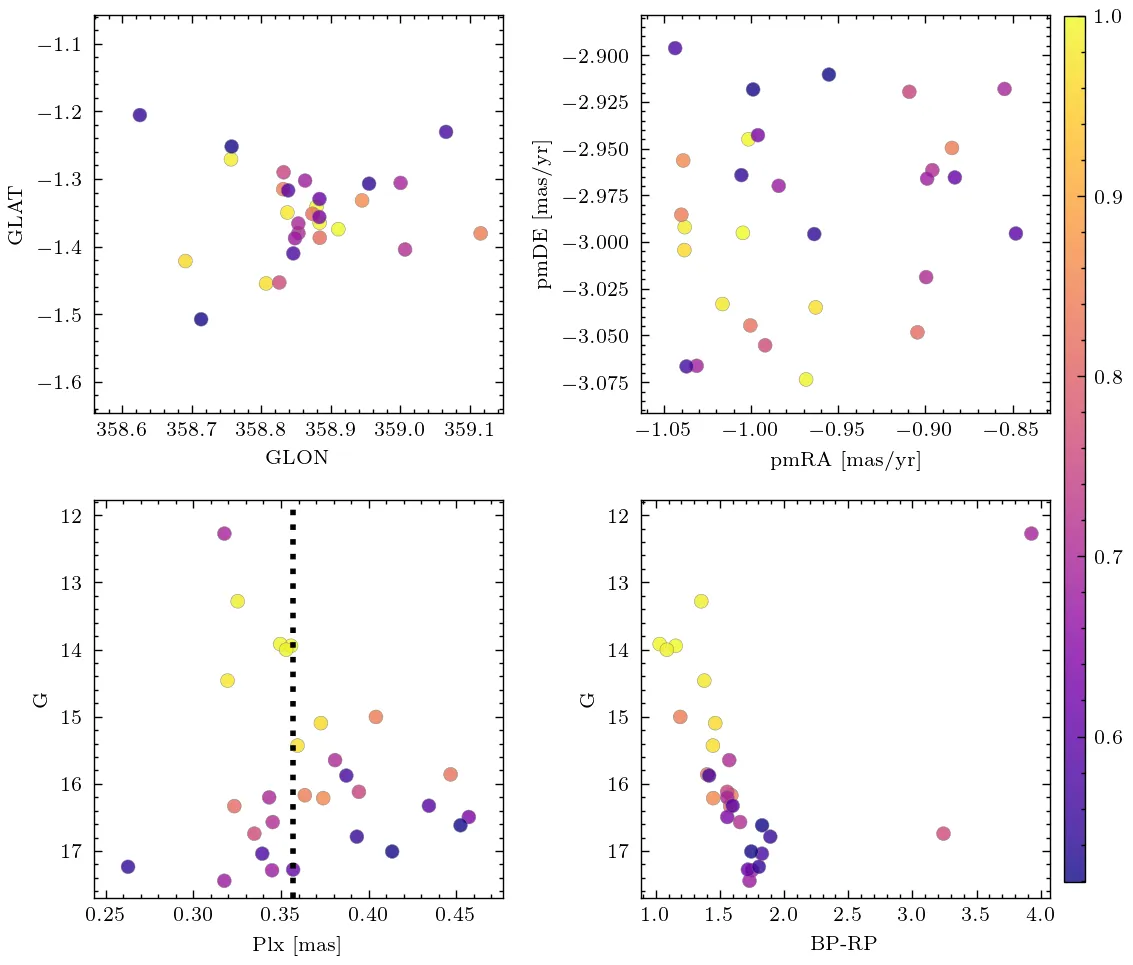 −1.1
−1.2
−1.3
−1.4
−1.5
−1.6
GLAT
358.6 358.7 358.8 358.9 359.0 359.1
GLON
−2.900
−2.925
−2.950
−2.975
−3.000
−3.025
−3.050
−3.075
pmDE [mas/yr]
−1.05 −1.00 −0.95 −0.90 −0.85
pmRA [mas/yr]
1.0
0.9
0.8
0.7
0.6
12
13
14
15
16
17
G
0.25 0.30 0.35 0.40 0.45
Plx [mas]
12
13
14
15
16
17
G
1.0 1.5 2.0 2.5 3.0 3.5 4.0
BP-RP